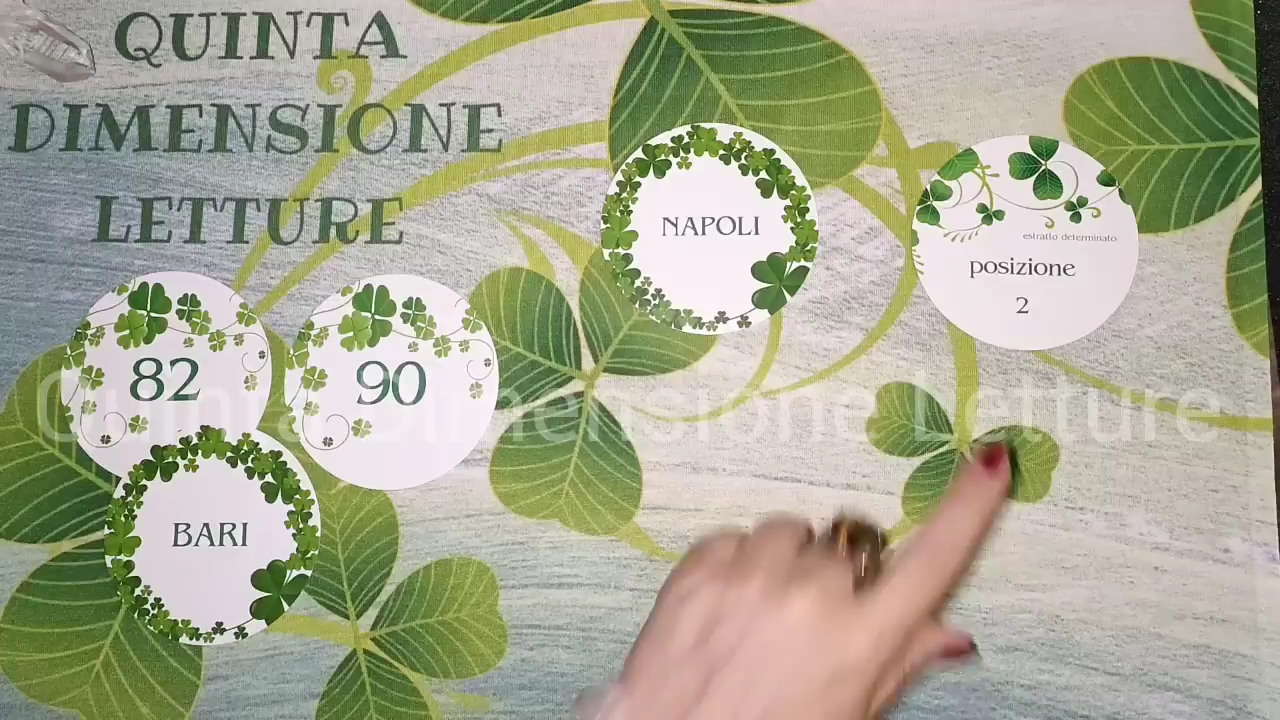 QUINTA
DIMENSIONE
LETTURE
NAPOLI
estratto determinato
posizione
2
82
90
BARI
Quinta Dimensione Letture